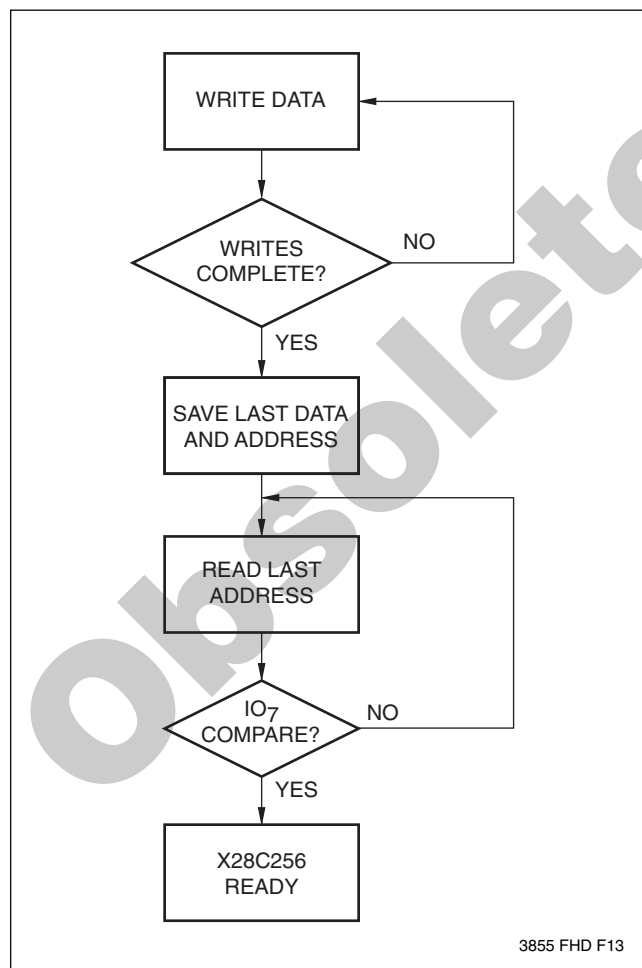 WRITE DATA
WRITES
COMPLETE?
NO
YES
SAVE LAST DATA
AND ADDRESS
READ LAST
ADDRESS
IO7
COMPARE?
NO
YES
X28C256
READY
3855 FHD F13
Obsolete